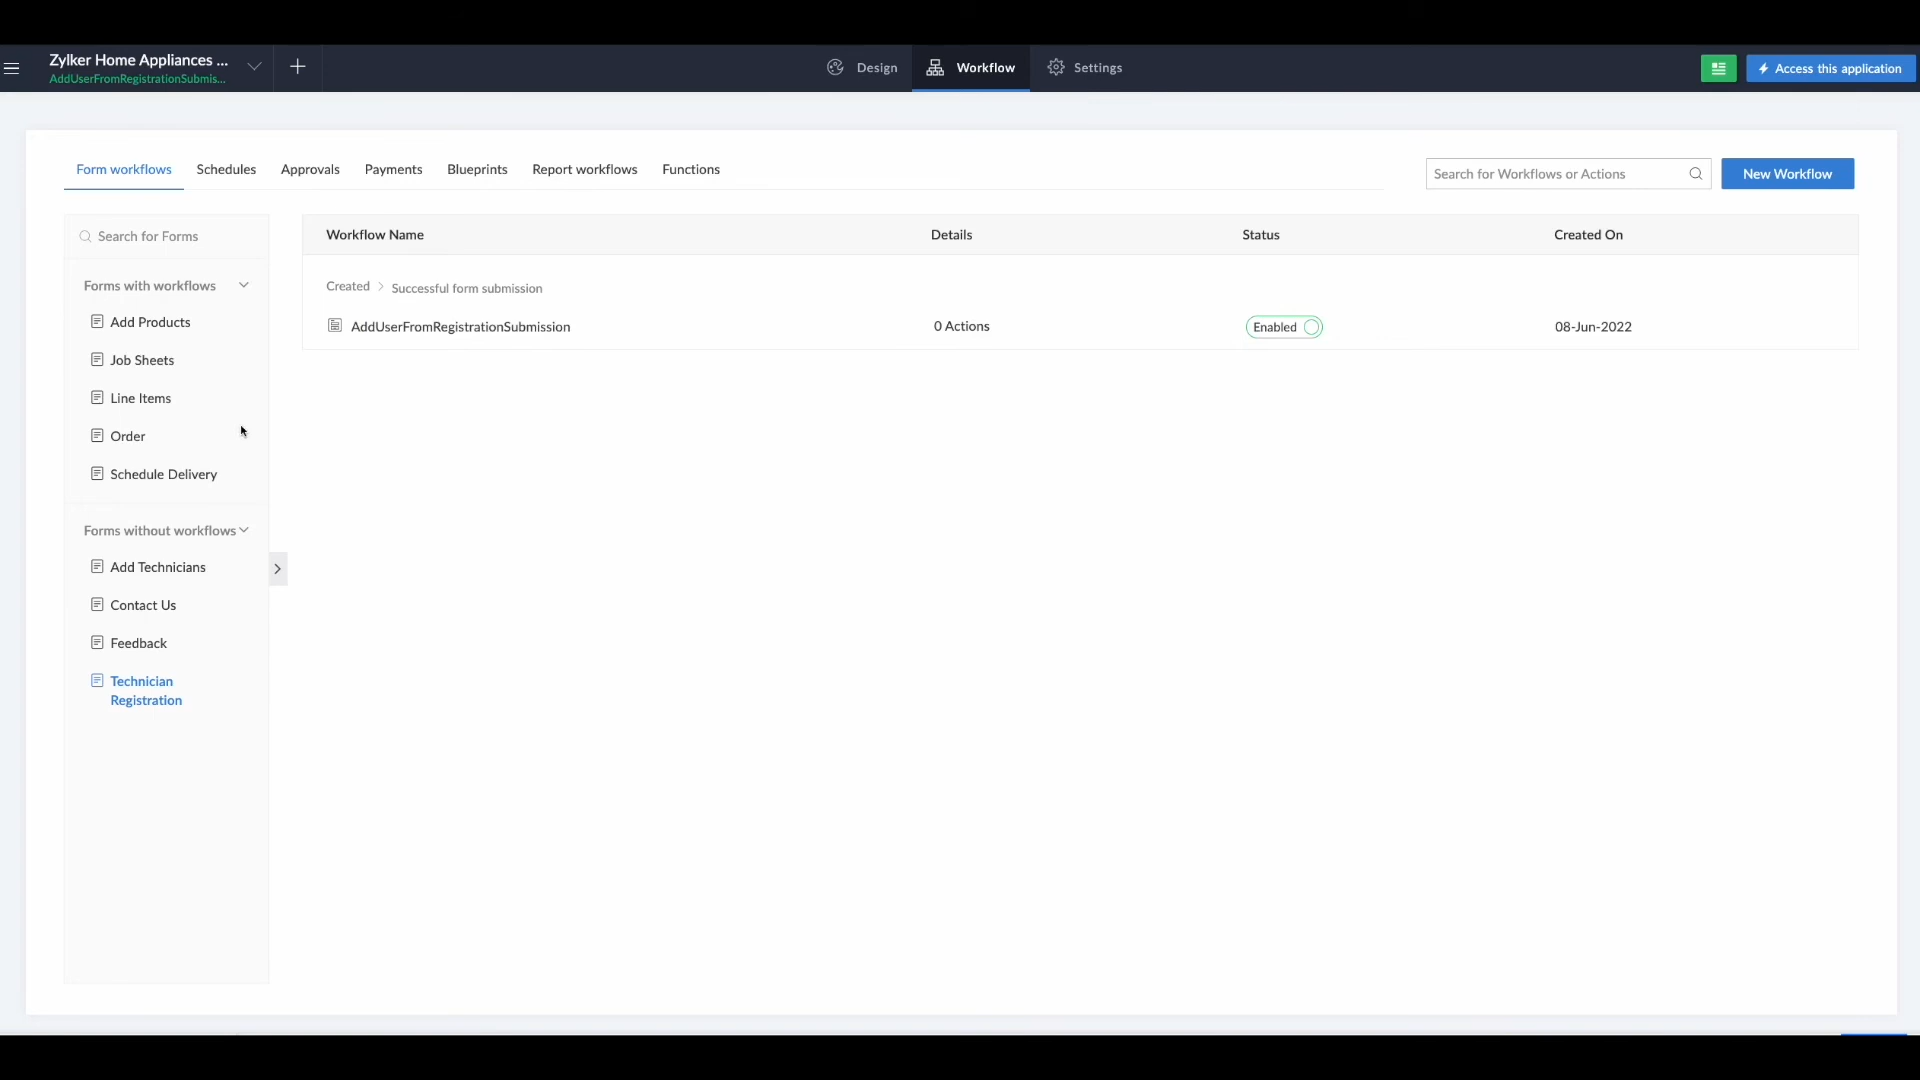 Zylker Home Appliances ...
AddUserFromRegistrationSubmis...
Design
Workflow
Settings
Access this application
Form workflows
Schedules
Approvals
Payments
Blueprints
Report workflows
Functions
Search for Workflows or Actions
New Workflow
Search for Forms
Forms with workflows
Add Products
Job Sheets
Line Items
Order
Schedule Delivery
Forms without workflows
Add Technicians
Contact Us
Feedback
Technician
Registration
Workflow Name
Details
Status
Created On
Created > Successful form submission
AddUserFromRegistrationSubmission
0 Actions
Enabled
08-Jun-2022